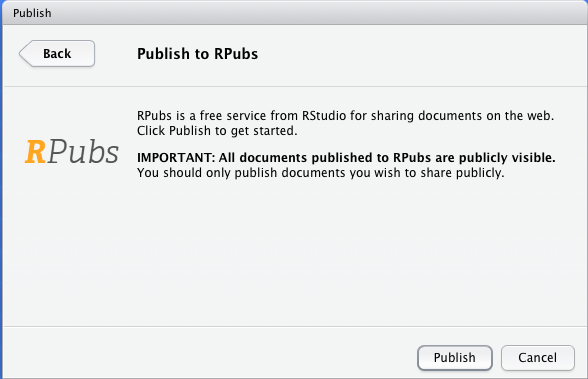 Publish
Back
Publish to RPubs
RPubs is a free service from RStudio for sharing documents on the web.
Click Publish to get started.
RPubs
IMPORTANT: All documents published to RPubs are publicly visible.
You should only publish documents you wish to share publicly.
Publish
Cancel